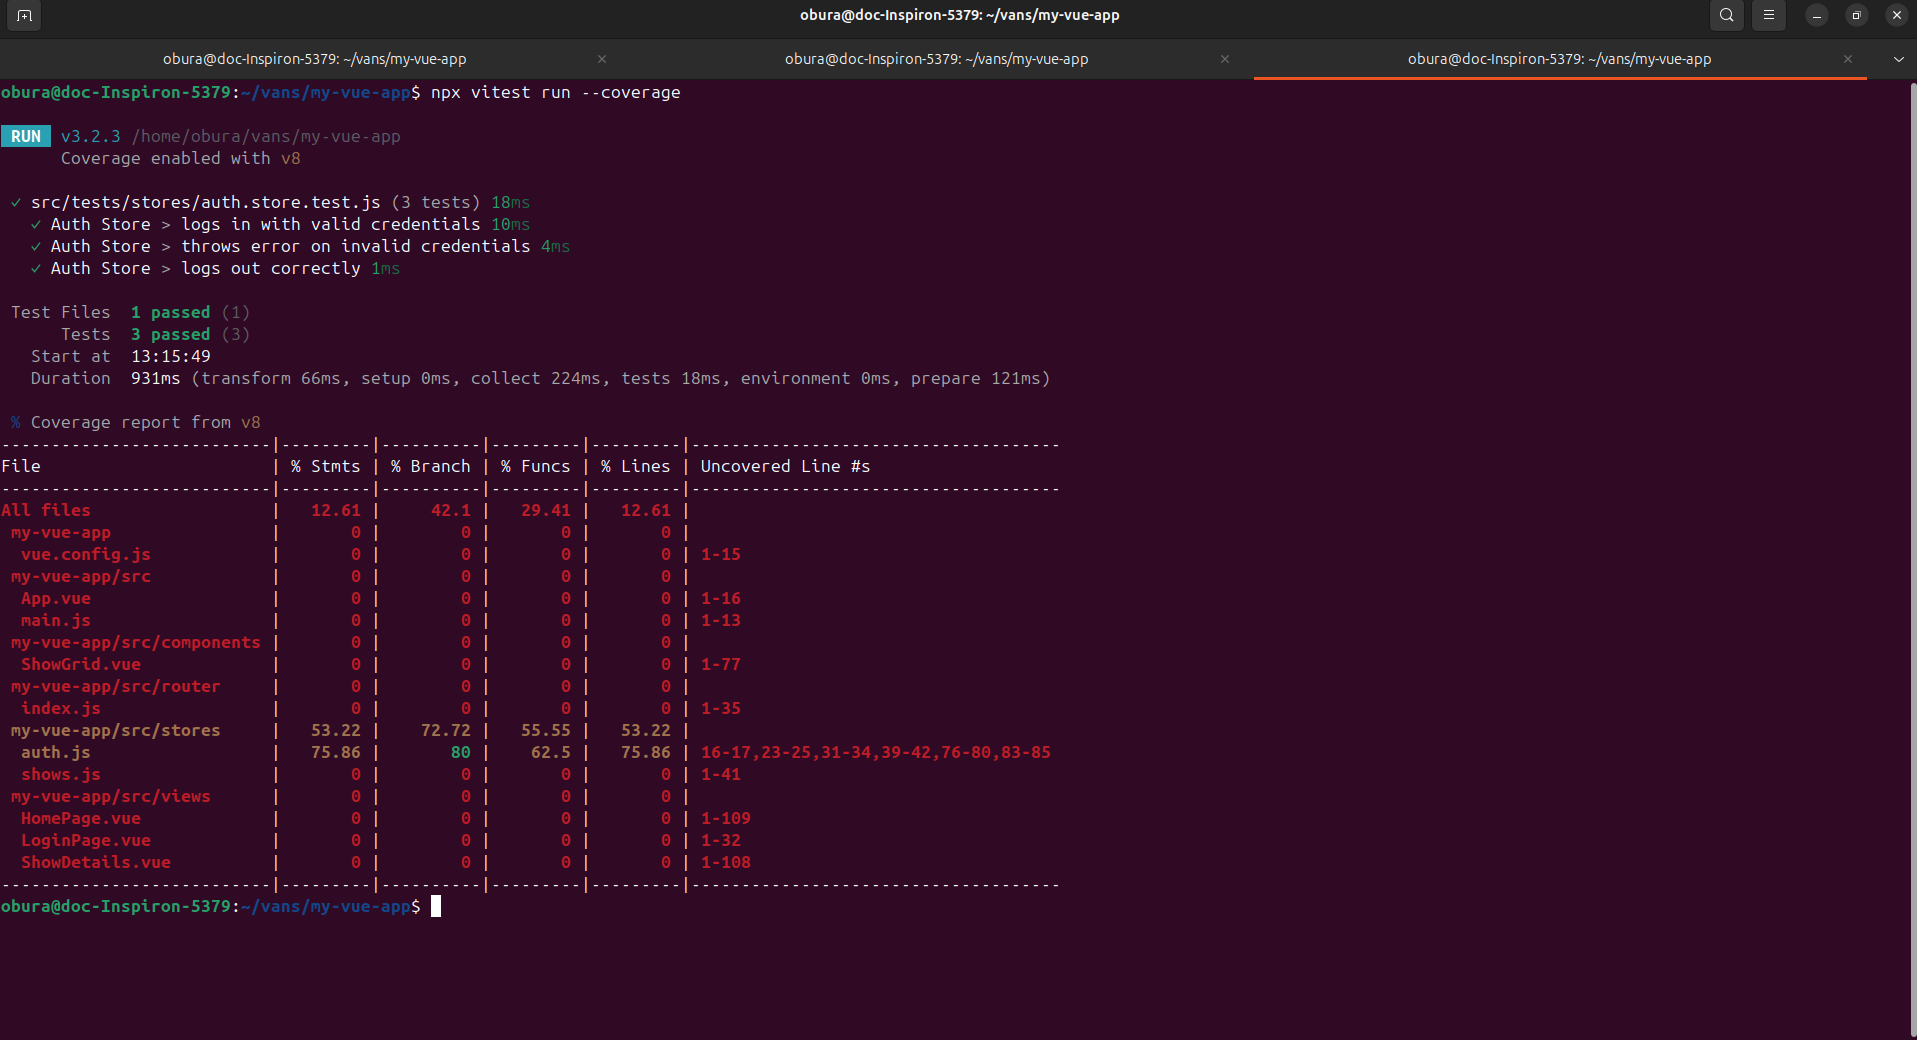 obura@doc-Inspiron-5379: ~/vans/my-vue-app
obura@doc-Inspiron-5379: ~/vans/my-vue-app × obura@doc-Inspiron-5379: ~/vans/my-vue-app × obura@doc-Inspiron-5379: ~/vans/my-vue-app ×
obura@doc-Inspiron-5379:~/vans/my-vue-app$ npx vitest run --coverage
RUN  v3.2.3 /home/obura/vans/my-vue-app
Coverage enabled with v8
✓ src/tests/stores/auth.store.test.js (3 tests) 18ms
✓ Auth Store > logs in with valid credentials 10ms
✓ Auth Store > throws error on invalid credentials 4ms
✓ Auth Store > logs out correctly 1ms
Test Files  1 passed (1)
Tests  3 passed (3)
Start at  13:15:49
Duration  931ms (transform 66ms, setup 0ms, collect 224ms, tests 18ms, environment 0ms, prepare 121ms)
% Coverage report from v8
---------------------------|---------|----------|---------|---------|-------------------------------------
File                       | % Stmts | % Branch | % Funcs | % Lines | Uncovered Line #s
---------------------------|---------|----------|---------|---------|-------------------------------------
All files                  |   12.61 |     42.1 |   29.41 |   12.61 |
 my-vue-app                |       0 |        0 |       0 |       0 |
  vue.config.js            |       0 |        0 |       0 |       0 | 1-15
 my-vue-app/src            |       0 |        0 |       0 |       0 |
  App.vue                  |       0 |        0 |       0 |       0 | 1-16
  main.js                  |       0 |        0 |       0 |       0 | 1-13
 my-vue-app/src/components |       0 |        0 |       0 |       0 |
  ShowGrid.vue             |       0 |        0 |       0 |       0 | 1-77
 my-vue-app/src/router     |       0 |        0 |       0 |       0 |
  index.js                 |       0 |        0 |       0 |       0 | 1-35
 my-vue-app/src/stores     |   53.22 |    72.72 |   55.55 |   53.22 |
  auth.js                  |   75.86 |       80 |    62.5 |   75.86 | 16-17,23-25,31-34,39-42,76-80,83-85
  shows.js                 |       0 |        0 |       0 |       0 | 1-41
 my-vue-app/src/views      |       0 |        0 |       0 |       0 |
  HomePage.vue             |       0 |        0 |       0 |       0 | 1-109
  LoginPage.vue            |       0 |        0 |       0 |       0 | 1-32
  ShowDetails.vue          |       0 |        0 |       0 |       0 | 1-108
---------------------------|---------|----------|---------|---------|-------------------------------------
obura@doc-Inspiron-5379:~/vans/my-vue-app$